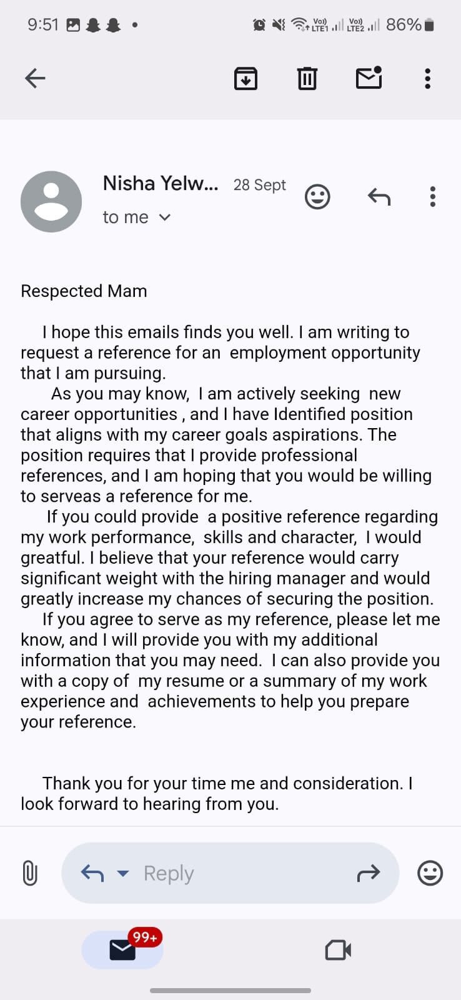 9:51 Vo)) LTE1 Vo)) LTE2 86%
Nisha Yelw... 28 Sept
to me
Respected Mam
I hope this emails finds you well. I am writing to
request a reference for an  employment opportunity
that I am pursuing.
As you may know,  I am actively seeking  new
career opportunities , and I have Identified position
that aligns with my career goals aspirations. The
position requires that I provide professional
references, and I am hoping that you would be willing
to serveas a reference for me.
If you could provide  a positive reference regarding
my work performance,  skills and character,  I would
greatful. I believe that your reference would carry
significant weight with the hiring manager and would
greatly increase my chances of securing the position.
If you agree to serve as my reference, please let me
know, and I will provide you with my additional
information that you may need.  I can also provide you
with a copy of  my resume or a summary of my work
experience and  achievements to help you prepare
your reference.
Thank you for your time me and consideration. I
look forward to hearing from you.
Reply
99+